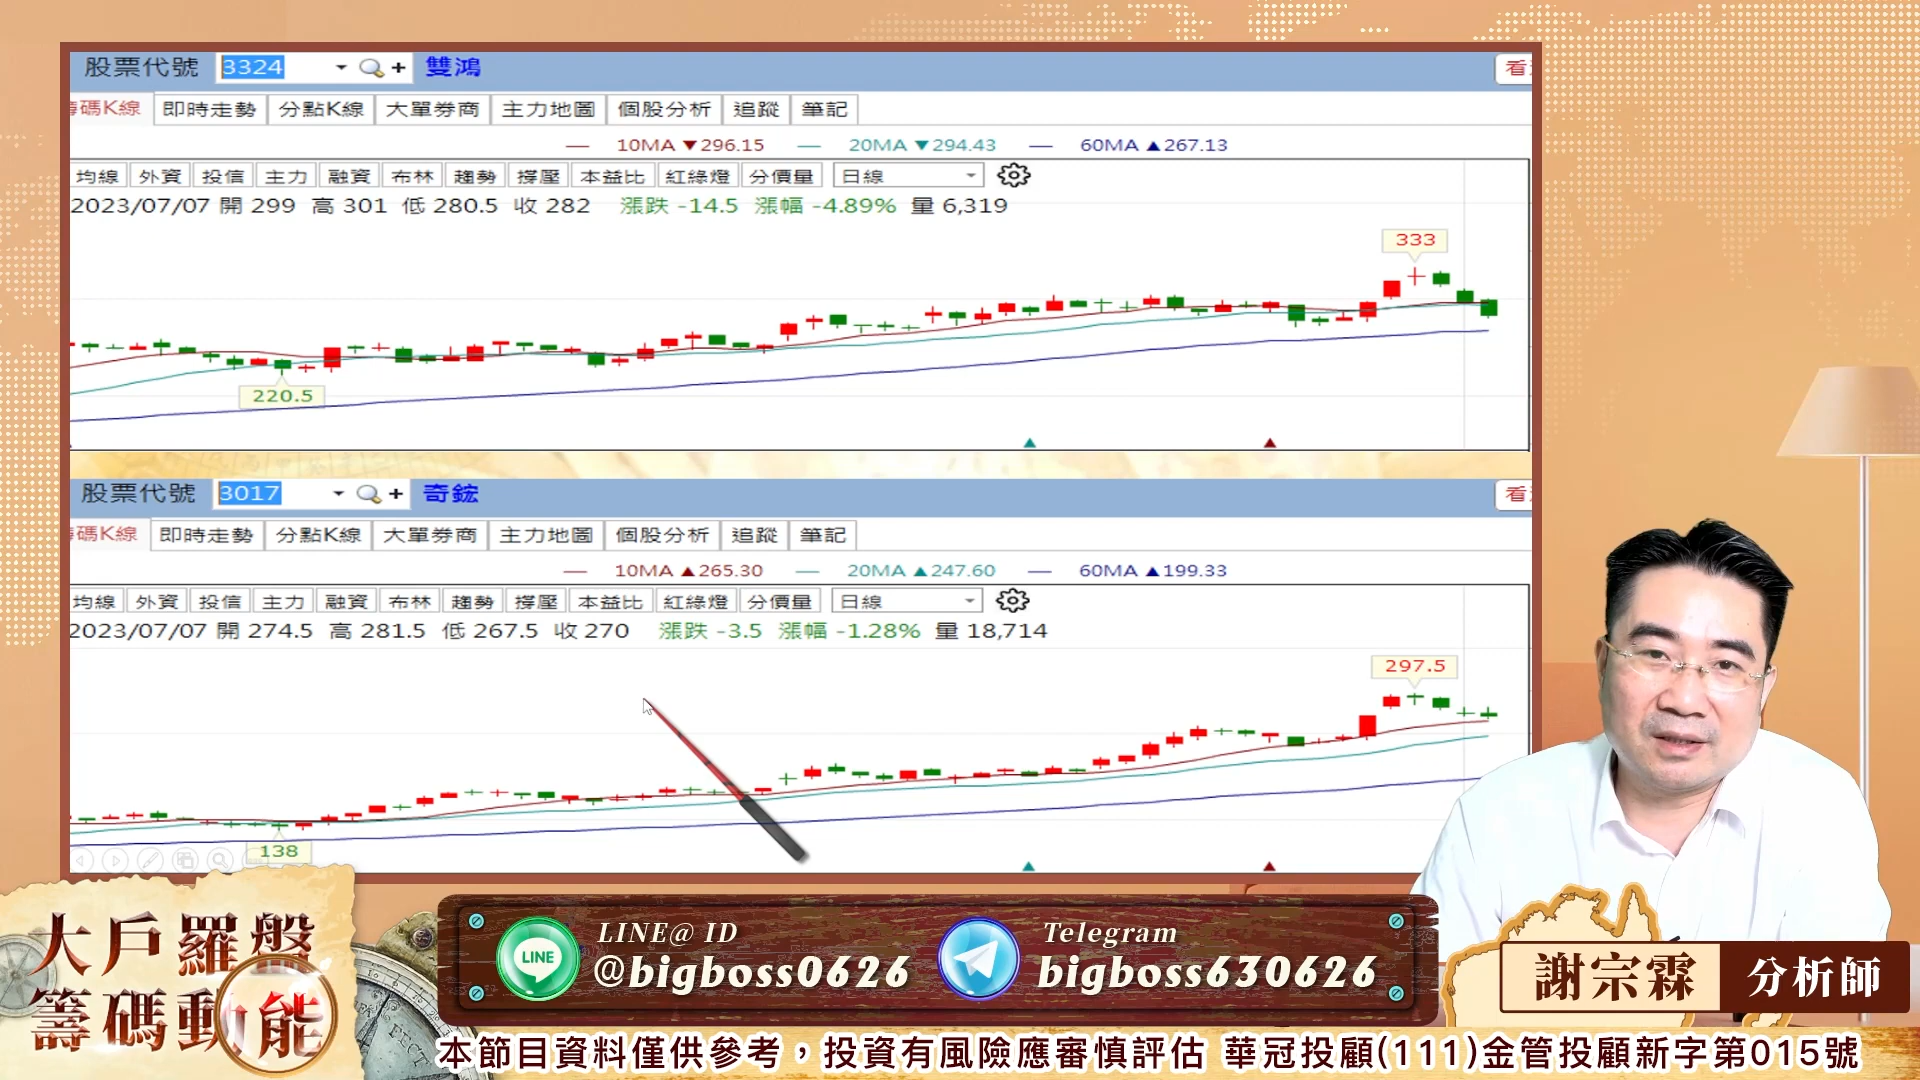 股票代號 3324 雙鴻 看
籌碼K線 即時走勢 分點K線 大單券商 主力地圖 個股分析 追蹤 筆記
10MA ▼296.15 20MA ▼294.43 60MA ▲267.13
均線 外資 投信 主力 融資 布林 趨勢 撐壓 本益比 紅綠燈 分價量 日線
2023/07/07 開 299 高 301 低 280.5 收 282 漲跌 -14.5 漲幅 -4.89% 量 6,319
333
220.5
股票代號 3017 奇鋐 看
碼K線 即時走勢 分點K線 大單券商 主力地圖 個股分析 追蹤 筆記
10MA ▲265.30 20MA ▲247.60 60MA ▲199.33
均線 外資 投信 主力 融資 布林 趨勢 撐壓 本益比 紅綠燈 分價量 日線
2023/07/07 開 274.5 高 281.5 低 267.5 收 270 漲跌 -3.5 漲幅 -1.28% 量 18,714
297.5
138
大戶羅盤
籌碼動能
LINE
LINE@ ID
@bigboss0626
Telegram
bigboss630626
謝宗霖 分析師
本節目資料僅供參考，投資有風險應審慎評估 華冠投顧(111)金管投顧新字第015號